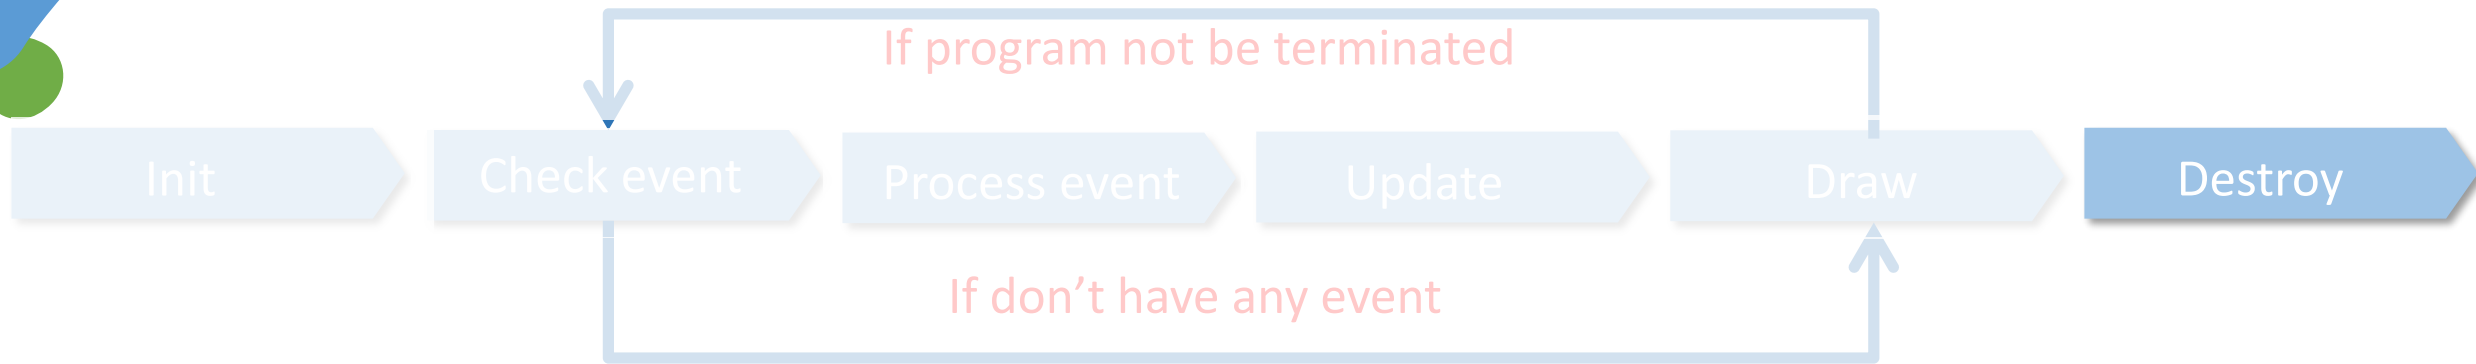 If program not be terminated
Init
Check event
Process event
Update
Draw
Destroy
If don’t have any event